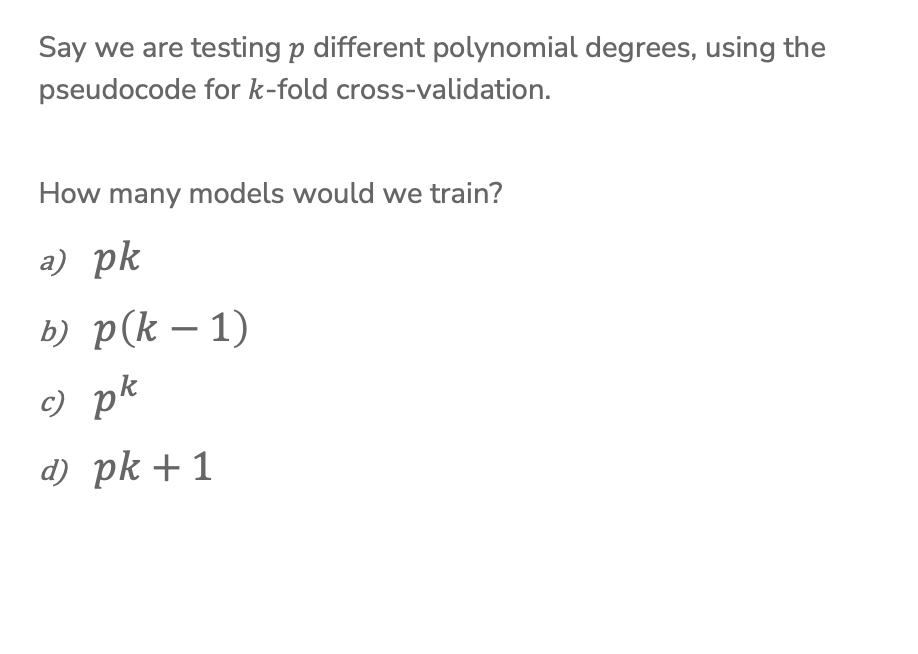 Say we are testing p different polynomial degrees, using the
pseudocode for k-fold cross-validation.
How many models would we train?
a) pk
b) p(k − 1)
c) p^k
d) pk + 1